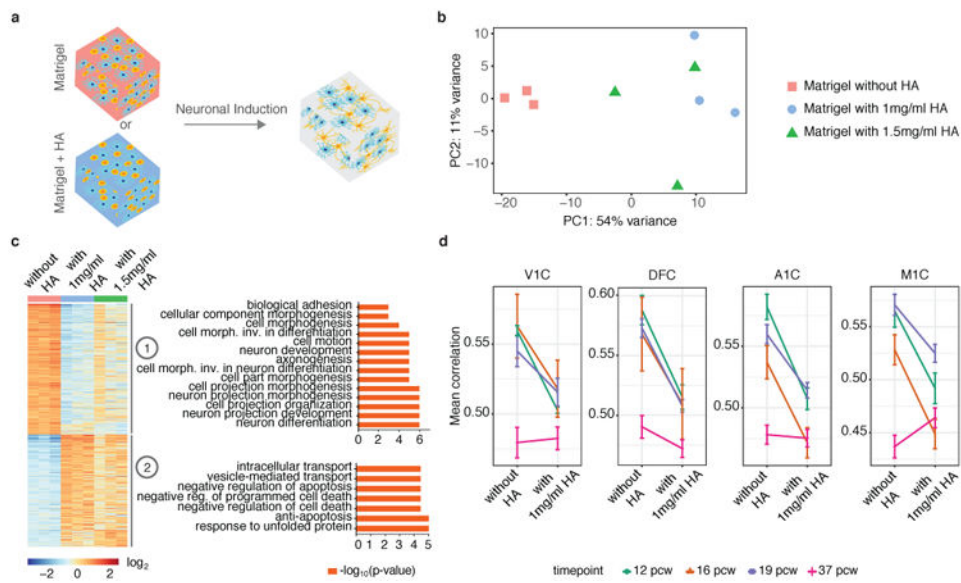 a
Matrigel
or
Matrigel + HA
Neuronal Induction
b
PC2: 11% variance
10
5
0
−5
−10
−20
−10
0
10
PC1: 54% variance
Matrigel without HA
Matrigel with 1mg/ml HA
Matrigel with 1.5mg/ml HA
c
without HA
with 1mg/ml HA
with 1.5mg/ml HA
1
biological adhesion
cellular component morphogenesis
cell morphogenesis
cell morph. inv. in differentiation
cell motion
neuron development
axonogenesis
cell morph. inv. in neuron differentiation
cell part morphogenesis
cell projection morphogenesis
neuron projection morphogenesis
cell projection organization
neuron projection development
neuron differentiation
0 2 4 6
2
intracellular transport
vesicle-mediated transport
negative regulation of apoptosis
negative reg. of programmed cell death
negative regulation of cell death
anti-apoptosis
response to unfolded protein
0 1 2 3 4 5
−2 0 2
log2
-log10(p-value)
d
Mean correlation
V1C
0.55
0.50
without HA
with 1mg/ml HA
DFC
0.60
0.55
0.50
without HA
with 1mg/ml HA
A1C
0.55
0.50
without HA
with 1mg/ml HA
M1C
0.55
0.50
0.45
without HA
with 1mg/ml HA
timepoint
12 pcw
16 pcw
19 pcw
37 pcw